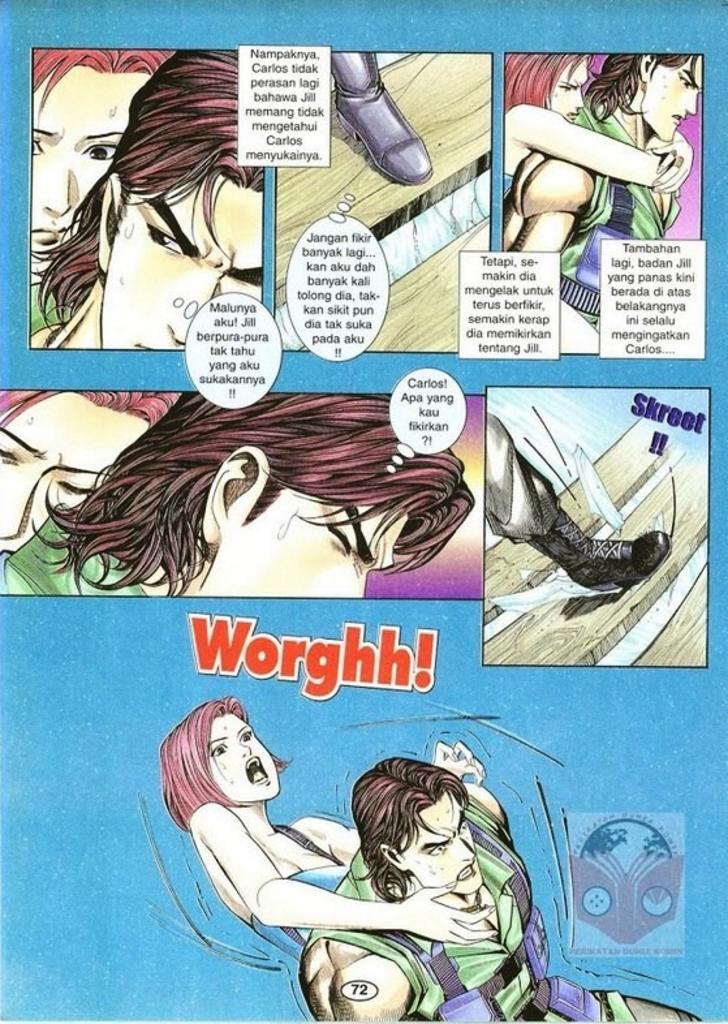 Nampaknya,
Carlos tidak
perasan lagi
bahawa Jill
memang tidak
mengetahui
Carlos
menyukainya.
Malunya
aku! Jill
berpura-pura
tak tahu
yang aku
sukakannya
!!
Jangan fikir
banyak lagi...
kan aku dah
banyak kali
tolong dia, tak-
kan sikit pun
dia tak suka
pada aku
!!
Tetapi, se-
makin dia
mengelak untuk
terus berfikir,
semakin kerap
dia memikirkan
tentang Jill.
Tambahan
lagi, badan Jill
yang panas kini
berada di atas
belakangnya
ini selalu
mengingatkan
Carlos....
Carlos!
Apa yang
kau
fikirkan
?!
Skreet
!!
Worghh!
PERIKATAN DUNIA KOMIK
72